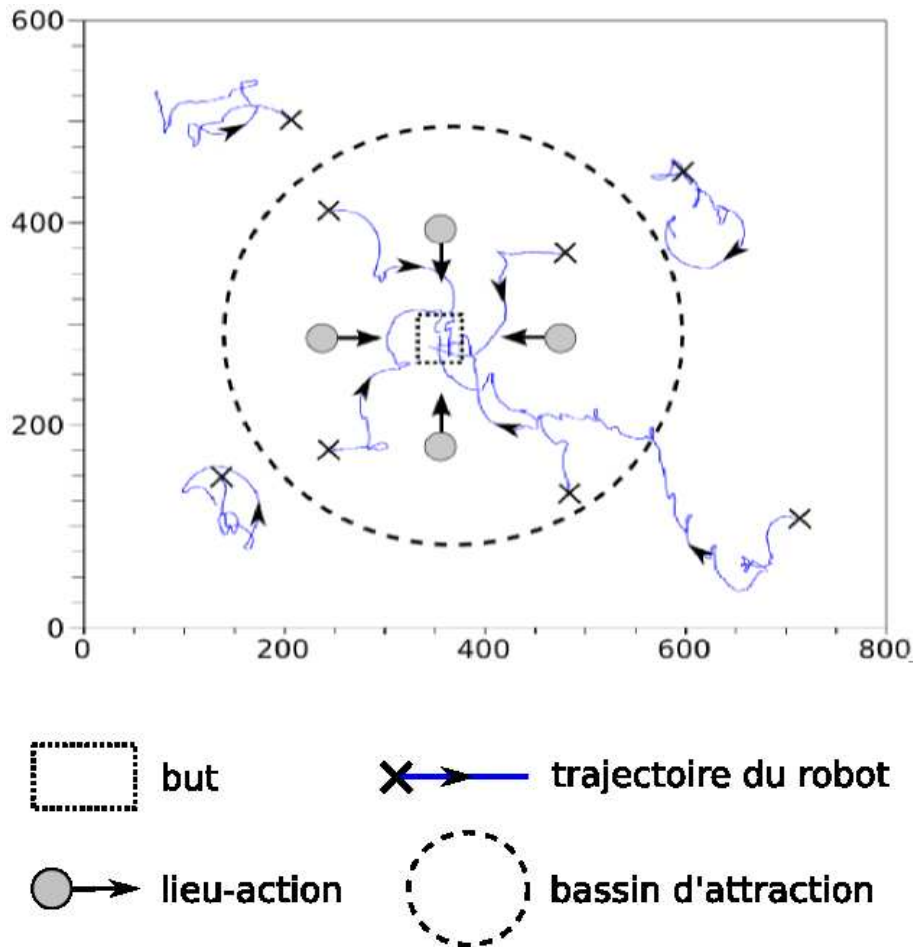 600
400
200
0
0 200 400 600 800
but
trajectoire du robot
lieu-action
bassin d'attraction